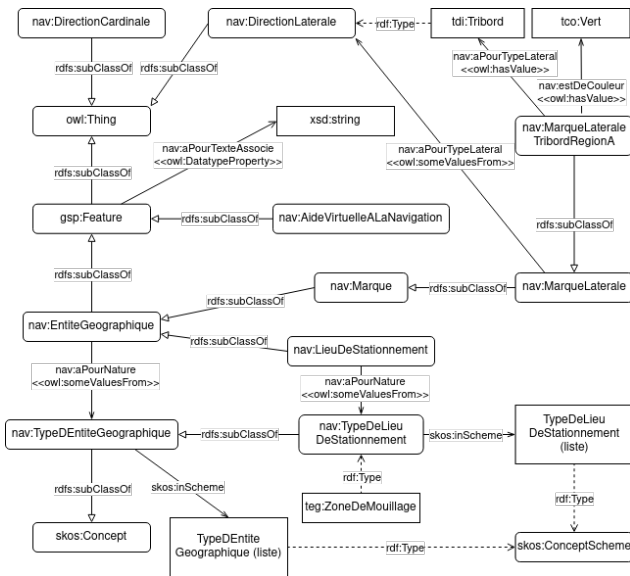 nav:DirectionCardinale
nav:DirectionLaterale
rdf:Type
tdi:Tribord
tco:Vert
rdfs:subClassOf
rdfs:subClassOf
nav:aPourTypeLateral
<<owl:hasValue>>
nav:estDeCouleur
<<owl:hasValue>>
owl:Thing
xsd:string
nav:MarqueLaterale
TribordRegionA
nav:aPourTexteAssocie
<<owl:DatatypeProperty>>
nav:aPourTypeLateral
<<owl:someValuesFrom>>
rdfs:subClassOf
gsp:Feature
rdfs:subClassOf
nav:AideVirtuelleALaNavigation
rdfs:subClassOf
rdfs:subClassOf
nav:Marque
rdfs:subClassOf
nav:MarqueLaterale
rdfs:subClassOf
nav:EntiteGeographique
rdfs:subClassOf
nav:LieuDeStationnement
nav:aPourNature
<<owl:someValuesFrom>>
nav:aPourNature
<<owl:someValuesFrom>>
nav:TypeDEntiteGeographique
rdfs:subClassOf
nav:TypeDeLieu
DeStationnement
skos:inScheme
TypeDeLieu
DeStationnement
(liste)
rdfs:subClassOf
skos:inScheme
rdf:Type
rdf:Type
teg:ZoneDeMouillage
skos:Concept
TypeDEntite
Geographique (liste)
rdf:Type
skos:ConceptScheme